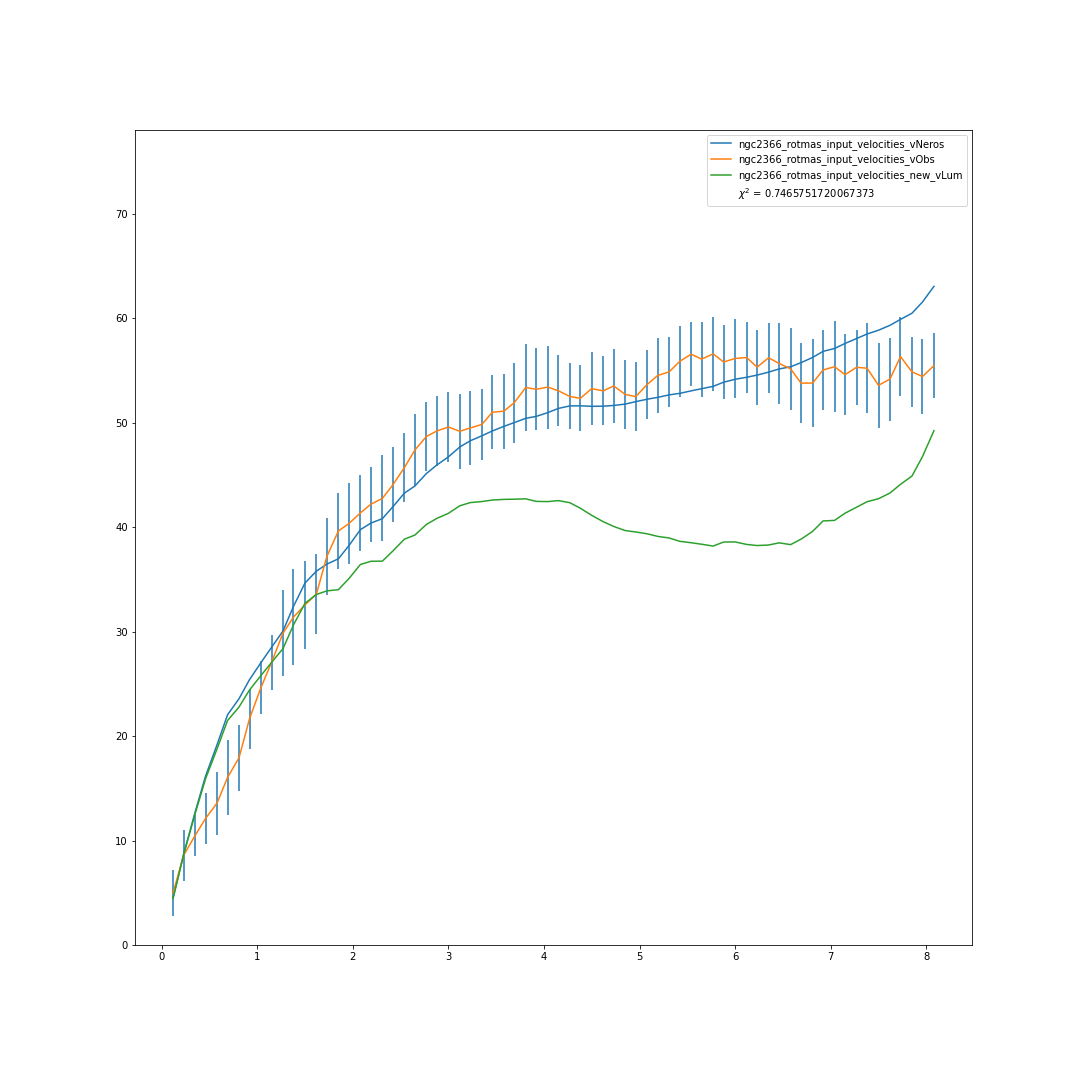 ngc2366_rotmas_input_velocities_vNeros
ngc2366_rotmas_input_velocities_vObs
ngc2366_rotmas_input_velocities_new_vLum
χ² = 0.7465751720067373
70
60
50
40
30
20
10
0
0 1 2 3 4 5 6 7 8